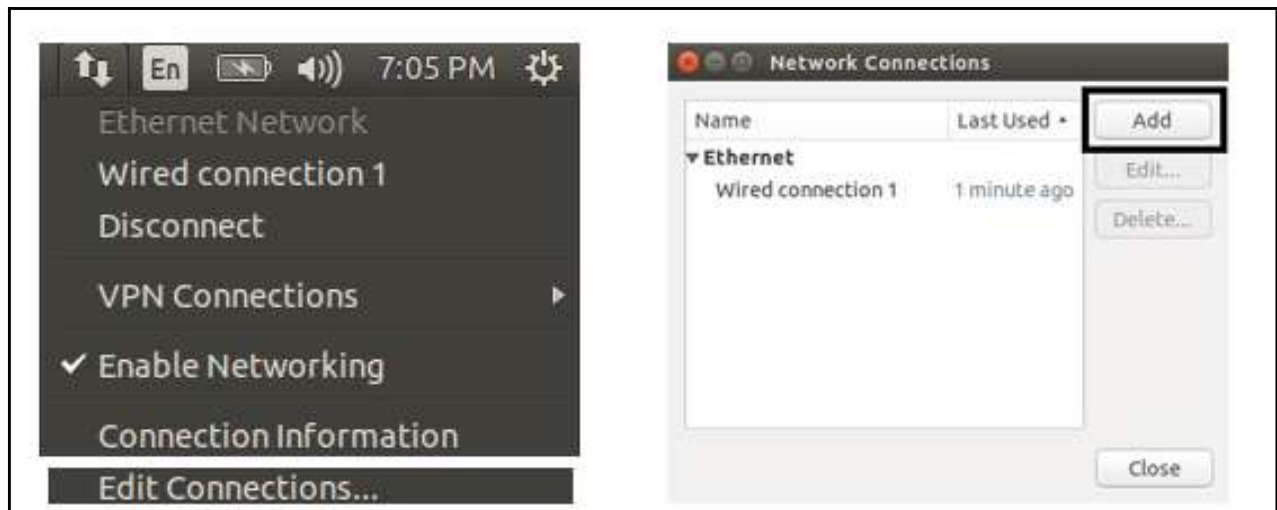 En 7:05 PM
Ethernet Network
Wired connection 1
Disconnect
VPN Connections
Enable Networking
Connection Information
Edit Connections...
Network Connections
Name Last Used Add
Ethernet Edit...
Wired connection 1 1 minute ago
Delete...
Close